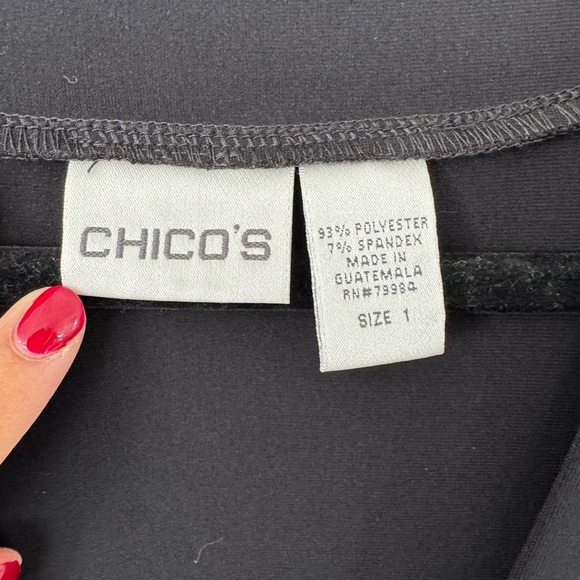 CHICO'S
93% POLYESTER
7% SPANDEX
MADE IN
GUATEMALA
RN#79984
SIZE 1